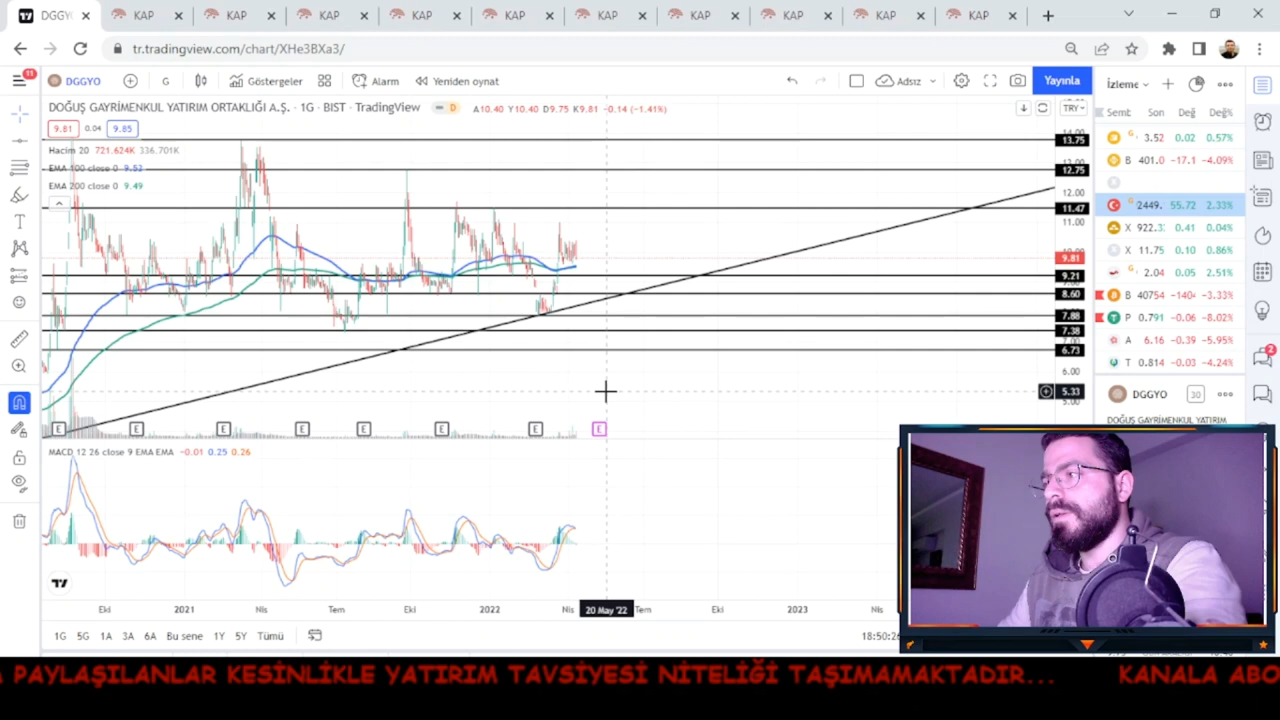 DGGY
KAP
KAP
KAP
KAP
KAP
KAP
KAP
KAP
KAP
KAP
tr.tradingview.com/chart/XHe3BXa3/
11
DGGYO
G
Göstergeler
Alarm
Yeniden oynat
Adsız
Yayınla
İzleme
DOĞUŞ GAYRİMENKUL YATIRIM ORTAKLIĞI A.Ş. · 1G · BIST · TradingView
D
A10.40 Y10.40 D9.75 K9.81 −0.14 (−1.41%)
TRY
9.81 0.04 9.85
Hacim 20 721.624K 336.701K
EMA 100 close 0 9.52
EMA 200 close 0 9.49
13.75
12.75
12.00
11.47
11.00
9.81
9.21
8.60
7.88
7.38
6.73
6.00
5.33
E E E E E E E E
MACD 12 26 close 9 EMA EMA −0.01 0.25 0.26
Eki 2021 Nis Tem Eki 2022 Nis 20 May '22 Tem Eki 2023 Nis
1G 5G 1A 3A 6A Bu sene 1Y 5Y Tümü
18:50:26
Semb Son Değ Değ%
3.52 0.02 0.57%
B 401.0 -17.1 -4.09%
2449. 55.72 2.33%
X 922.3 0.41 0.04%
X 11.75 0.10 0.86%
2.04 0.05 2.51%
B 40754 -140 -3.33%
P 0.791 -0.06 -8.02%
A 6.16 -0.39 -5.95%
T 0.814 -0.03 -4.24%
2
DGGYO 30
DOĞUŞ GAYRİMENKUL YATIRIM
PAYLAŞILANLAR KESİNLİKLE YATIRIM TAVSİYESİ NİTELİĞİ TAŞIMAMAKTADIR... KANALA ABO